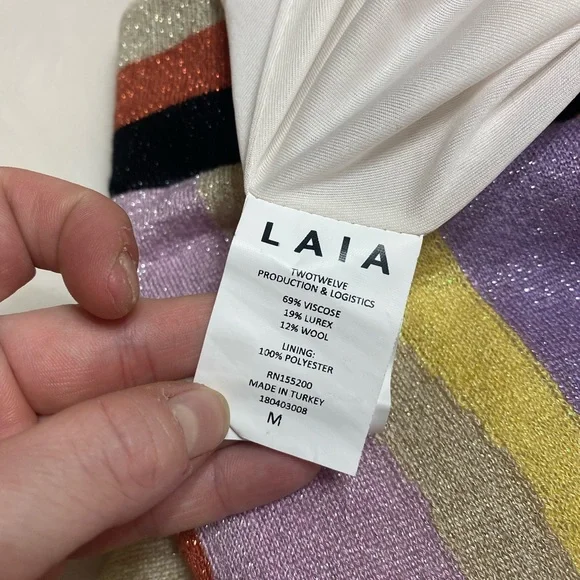 LAIA
TWOTWELVE
PRODUCTION & LOGISTICS
69% VISCOSE
19% LUREX
12% WOOL
LINING:
100% POLYESTER
RN155200
MADE IN TURKEY
180403008
M